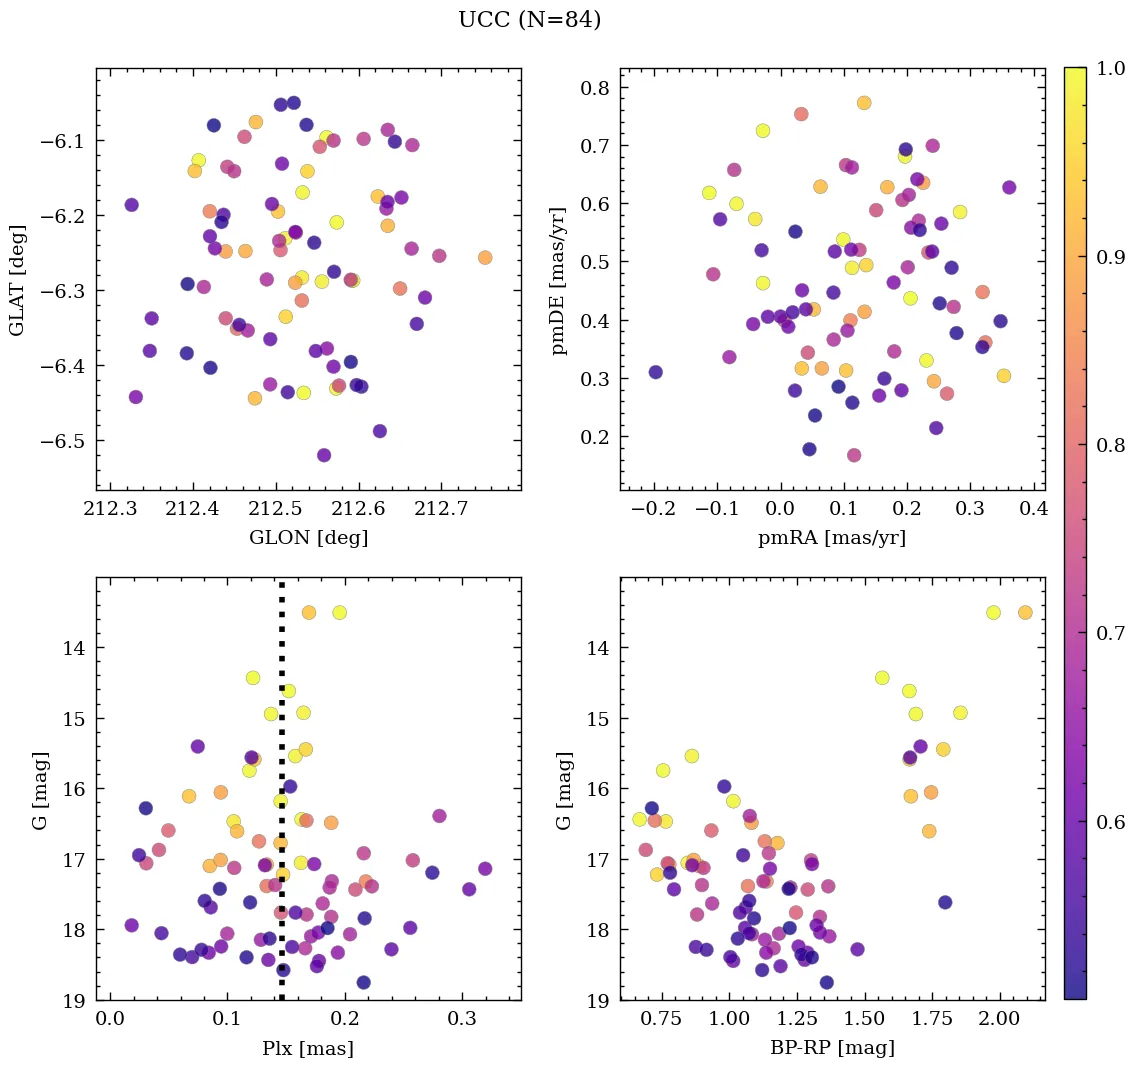 UCC (N=84)
−6.1
−6.2
−6.3
−6.4
−6.5
GLAT [deg]
212.3 212.4 212.5 212.6 212.7
GLON [deg]
0.8
0.7
0.6
0.5
0.4
0.3
0.2
pmDE [mas/yr]
−0.2 −0.1 0.0 0.1 0.2 0.3 0.4
pmRA [mas/yr]
14
15
16
17
18
19
G [mag]
0.0 0.1 0.2 0.3
Plx [mas]
14
15
16
17
18
19
G [mag]
0.75 1.00 1.25 1.50 1.75 2.00
BP-RP [mag]
1.0
0.9
0.8
0.7
0.6